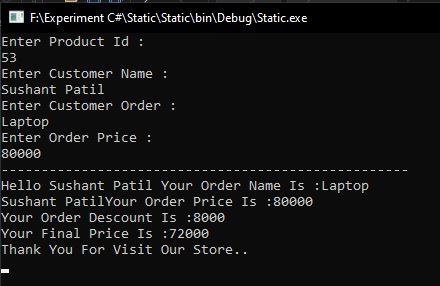 F:\Experiment C#\Static\Static\bin\Debug\Static.exe
Enter Product Id :
53
Enter Customer Name :
Sushant Patil
Enter Customer Order :
Laptop
Enter Order Price :
80000
---------------------------------------------------
Hello Sushant Patil Your Order Name Is :Laptop
Sushant PatilYour Order Price Is :80000
Your Order Descount Is :8000
Your Final Price Is :72000
Thank You For Visit Our Store..